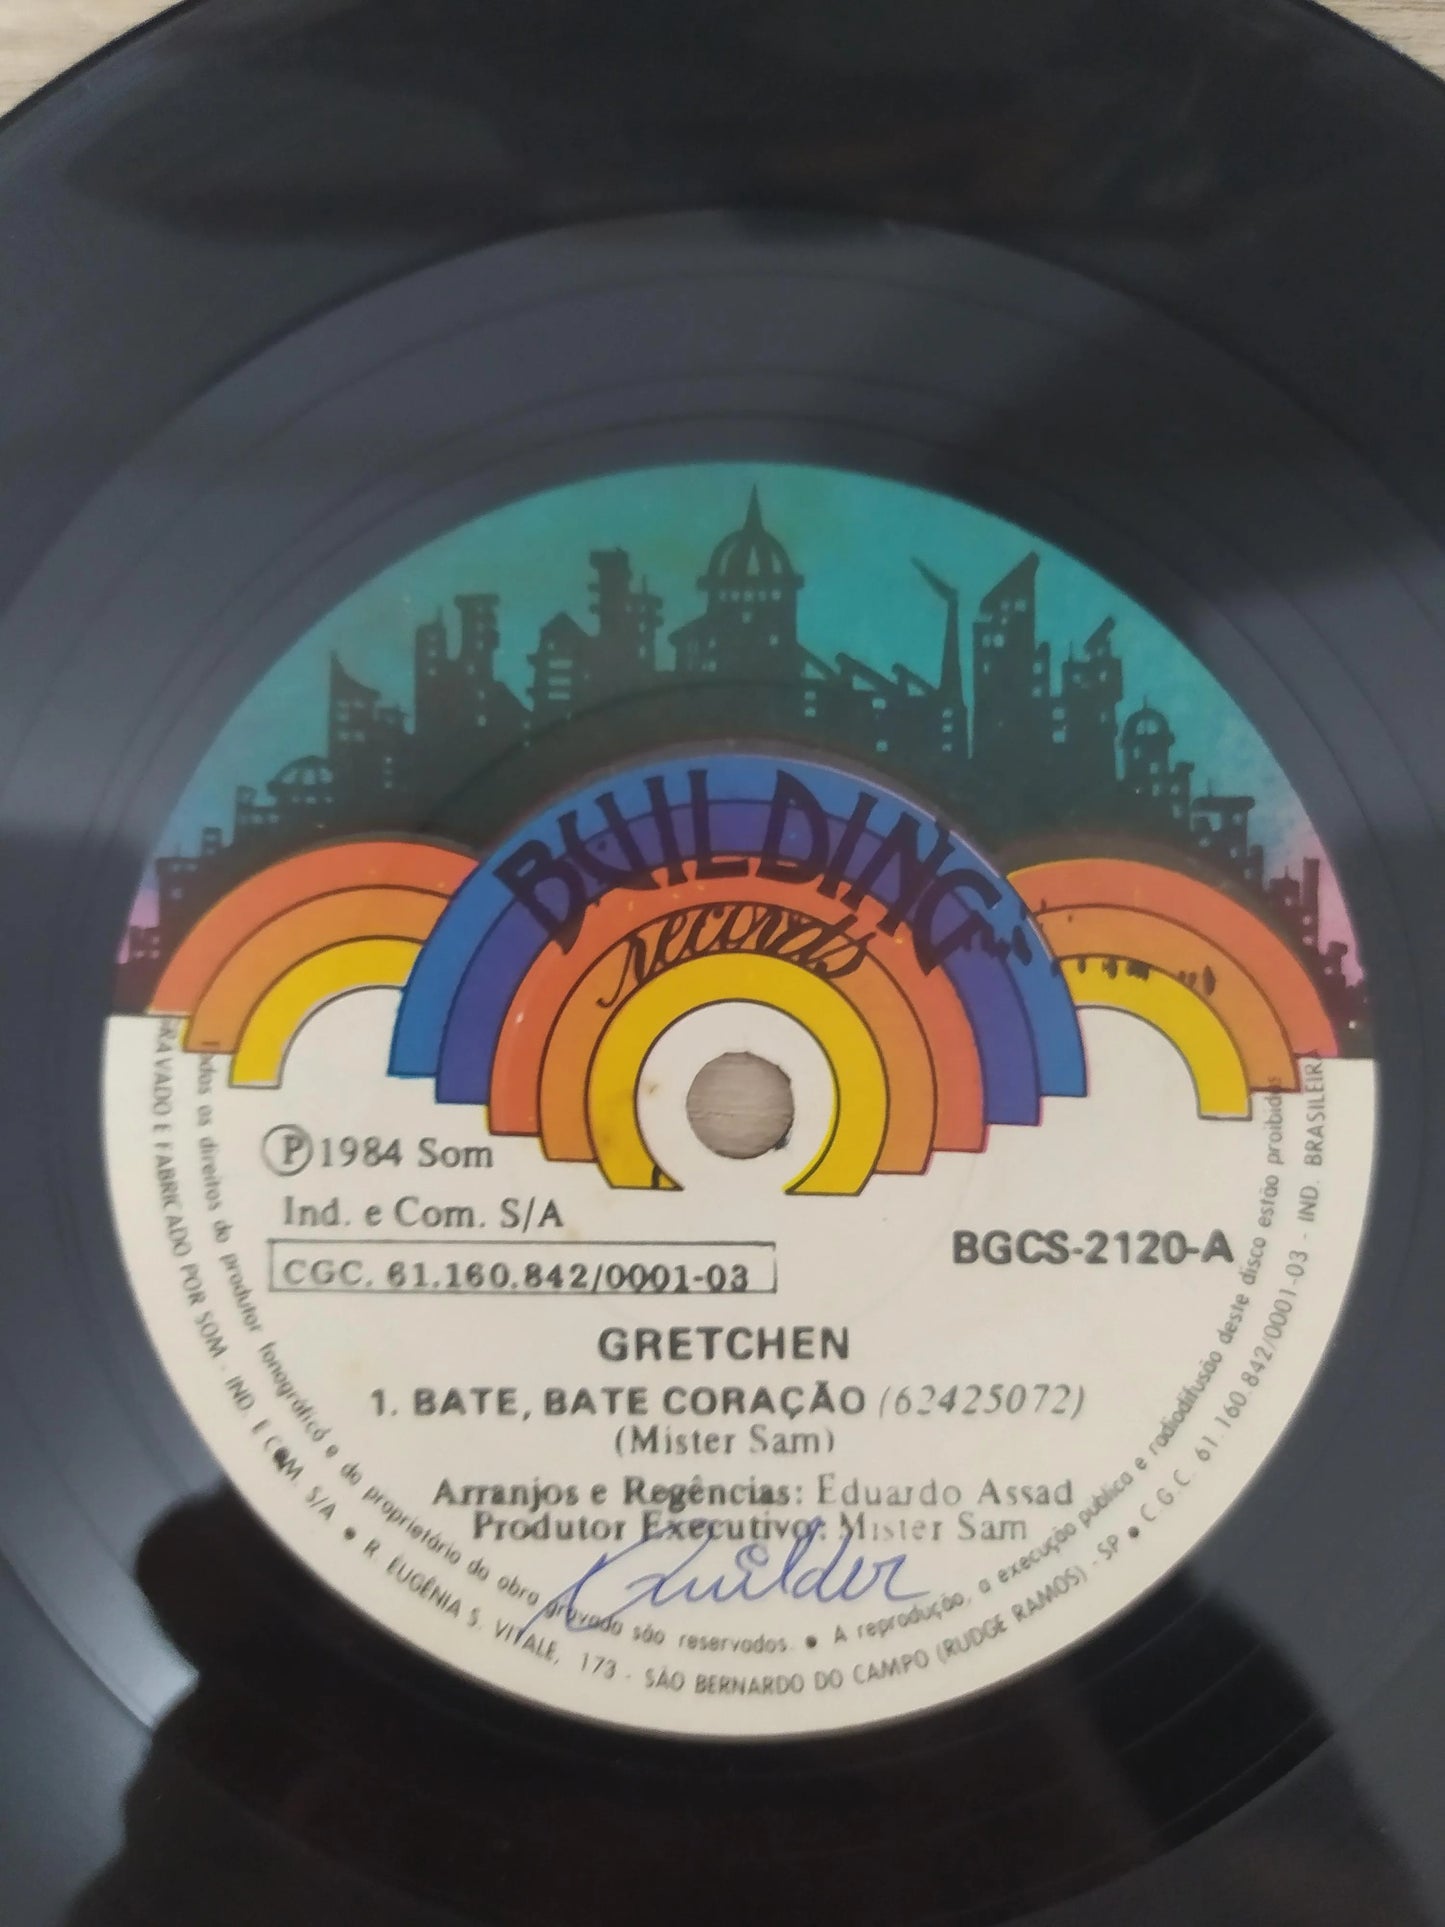 BUILDING
records
Ⓟ1984 Som
Ind. e Com. S/A
CGC. 61.160.842/0001-03
BGCS-2120-A
GRETCHEN
1. BATE, BATE CORAÇÃO (62425072)
(Mister Sam)
Arranjos e Regências: Eduardo Assad
Produtor Executivo: Mister Sam
Todos os direitos do produtor fonográfico e do proprietário da obra gravada são reservados. • A reprodução, a execução pública e radiodifusão deste disco estão proibidas
GRAVADO E FABRICADO POR SOM - IND. E COM. S/A • R. EUGÊNIA S. VITALE, 173 - SÃO BERNARDO DO CAMPO (RUDGE RAMOS) - SP • C.G.C. 61.160.842/0001-03 - IND. BRASILEIRA